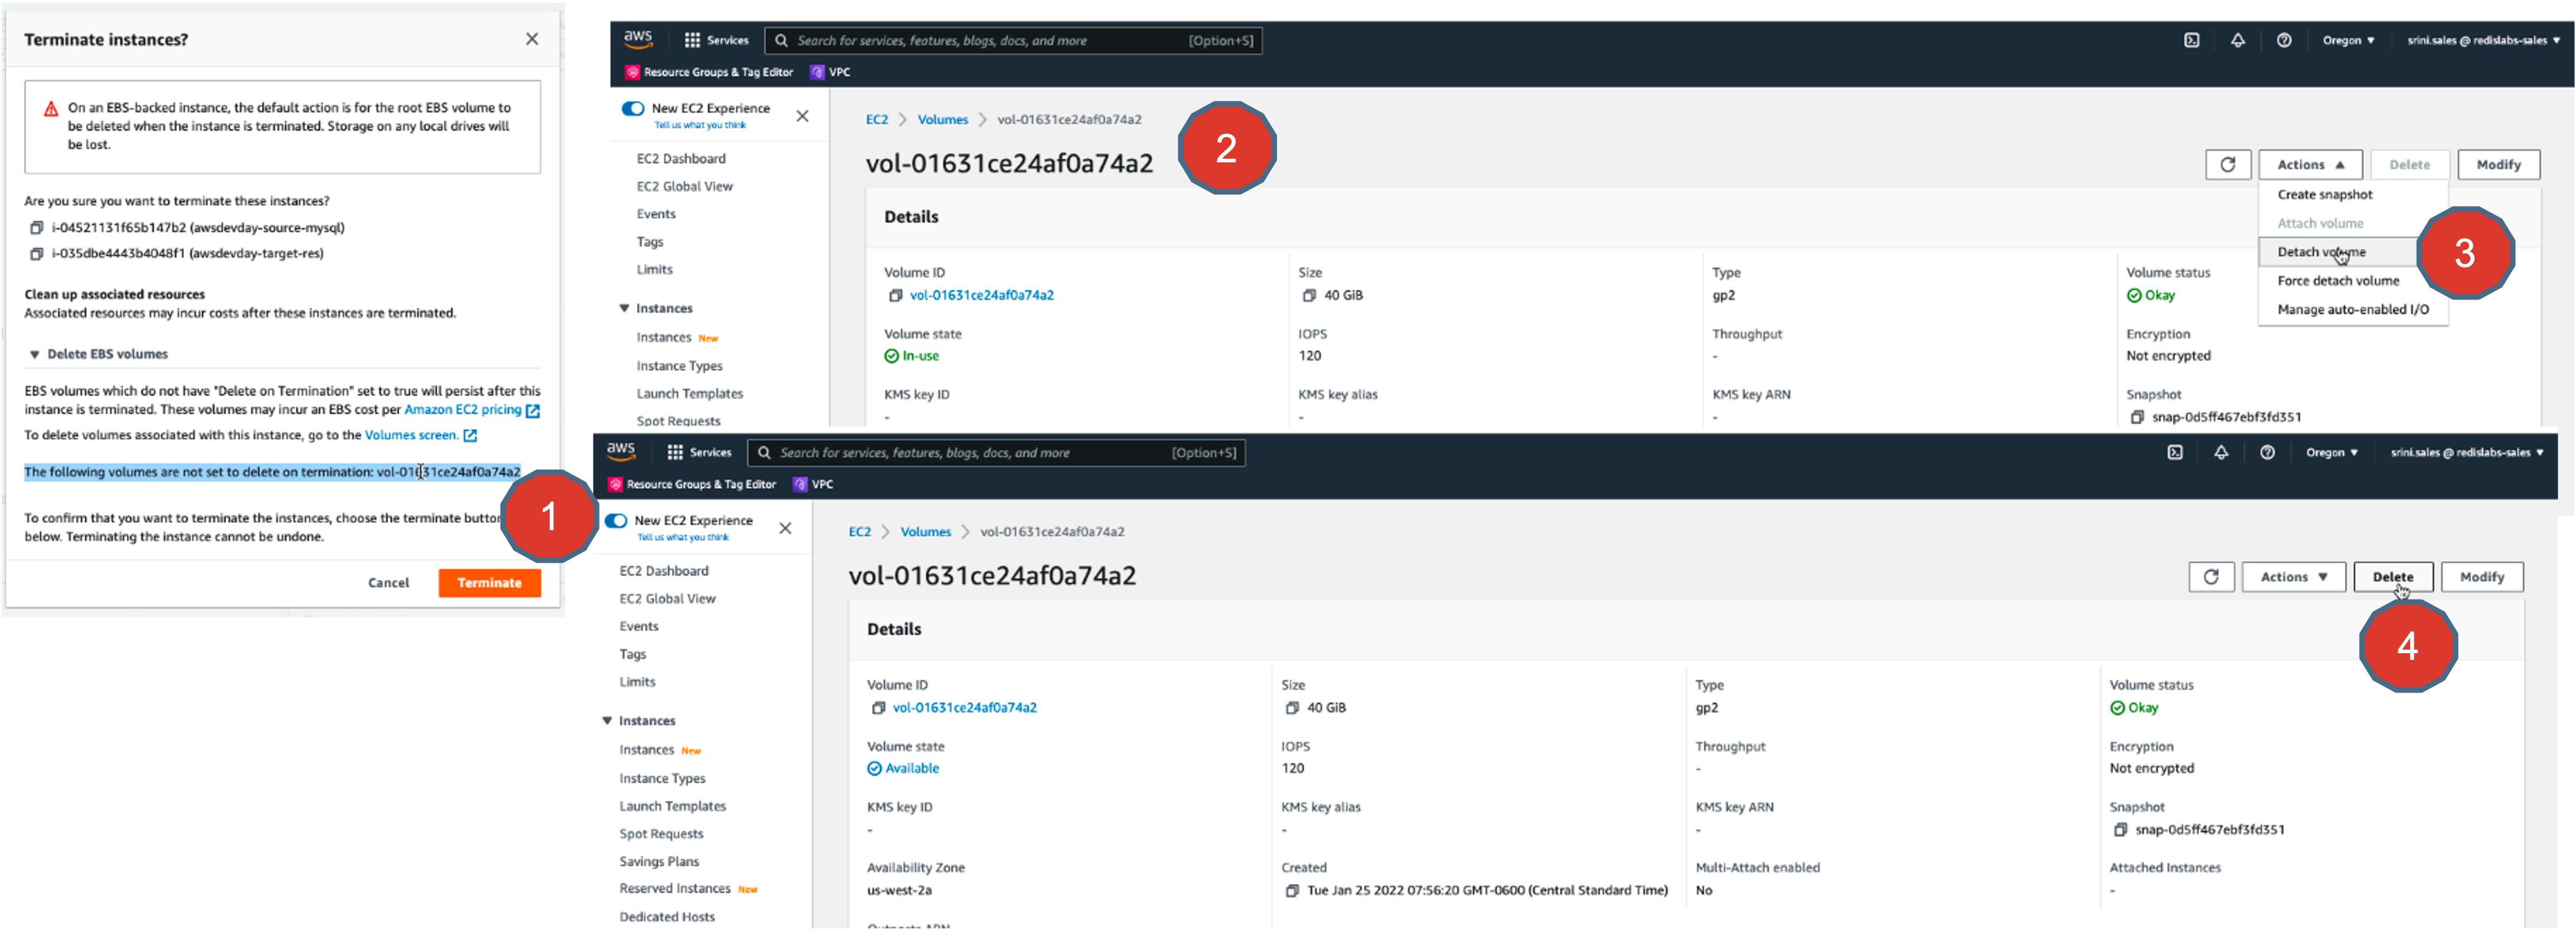 Terminate instances?
On an EBS-backed instance, the default action is for the root EBS volume to
be deleted when the instance is terminated. Storage on any local drives will
be lost.
Are you sure you want to terminate these instances?
i-04521131f65b147b2 (awsdevday-source-mysql)
i-035dbe4443b4048f1 (awsdevday-target-res)
Clean up associated resources
Associated resources may incur costs after these instances are terminated.
Delete EBS volumes
EBS volumes which do not have "Delete on Termination" set to true will persist after this
instance is terminated. These volumes may incur an EBS cost per Amazon EC2 pricing
To delete volumes associated with this instance, go to the Volumes screen.
The following volumes are not set to delete on termination: vol-01631ce24af0a74a2
To confirm that you want to terminate the instances, choose the terminate button
below. Terminating the instance cannot be undone.
Cancel Terminate
1
aws Services Search for services, features, blogs, docs, and more [Option+S] Oregon srini.sales @ redislabs-sales
Resource Groups & Tag Editor VPC
New EC2 Experience
Tell us what you think
EC2 Dashboard
EC2 Global View
Events
Tags
Limits
Instances
Instances New
Instance Types
Launch Templates
Spot Requests
EC2 Volumes vol-01631ce24af0a74a2
vol-01631ce24af0a74a2
2
Actions Delete Modify
Create snapshot
Attach volume
Detach volume
Force detach volume
Manage auto-enabled I/O
3
Details
Volume ID Size Type Volume status
vol-01631ce24af0a74a2 40 GiB gp2 Okay
Volume state IOPS Throughput Encryption
In-use 120 - Not encrypted
KMS key ID KMS key alias KMS key ARN Snapshot
- - - snap-0d5ff467ebf3fd351
aws Services Search for services, features, blogs, docs, and more [Option+S] Oregon srini.sales @ redislabs-sales
Resource Groups & Tag Editor VPC
New EC2 Experience
Tell us what you think
EC2 Dashboard
EC2 Global View
Events
Tags
Limits
Instances
Instances New
Instance Types
Launch Templates
Spot Requests
Savings Plans
Reserved Instances New
Dedicated Hosts
EC2 Volumes vol-01631ce24af0a74a2
vol-01631ce24af0a74a2
Actions Delete Modify
4
Details
Volume ID Size Type Volume status
vol-01631ce24af0a74a2 40 GiB gp2 Okay
Volume state IOPS Throughput Encryption
Available 120 - Not encrypted
KMS key ID KMS key alias KMS key ARN Snapshot
- - - snap-0d5ff467ebf3fd351
Availability Zone Created Multi-Attach enabled Attached Instances
us-west-2a Tue Jan 25 2022 07:56:20 GMT-0600 (Central Standard Time) No -